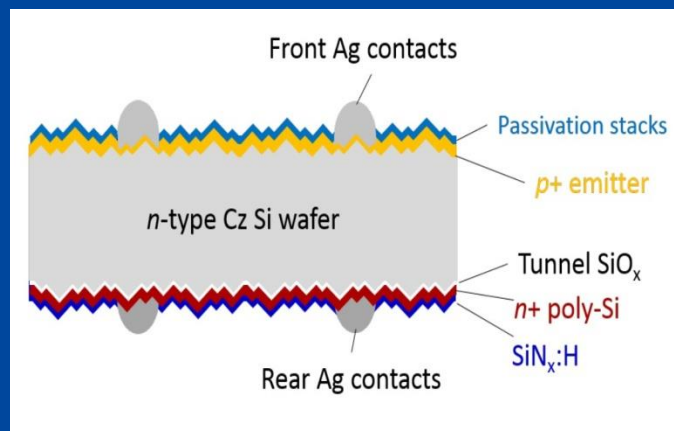 Front Ag contacts
Passivation stacks
p+ emitter
n-type Cz Si wafer
Tunnel SiOₓ
n+ poly-Si
SiNₓ:H
Rear Ag contacts